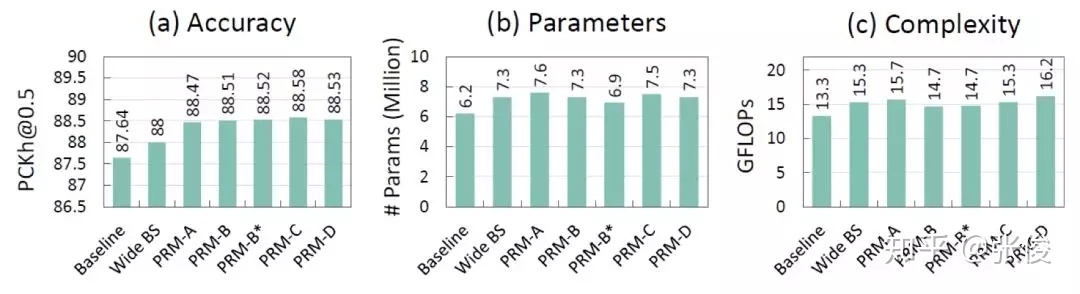 (a) Accuracy
PCKh@0.5
90
89.5
89
88.5
88
87.5
87
86.5
87.64
88
88.47
88.51
88.52
88.58
88.53
Baseline
Wide BS
PRM-A
PRM-B
PRM-B*
PRM-C
PRM-D
(b) Parameters
# Params (Million)
10
8
6
4
2
0
6.2
7.3
7.6
7.3
6.9
7.5
7.3
Baseline
Wide BS
PRM-A
PRM-B
PRM-B*
PRM-C
PRM-D
(c) Complexity
GFLOPs
20
15
10
5
0
13.3
15.3
15.7
14.7
14.7
15.3
16.2
Baseline
Wide BS
PRM-A
PRM-B
PRM-B*
PRM-C
PRM-D
知乎 @张俊